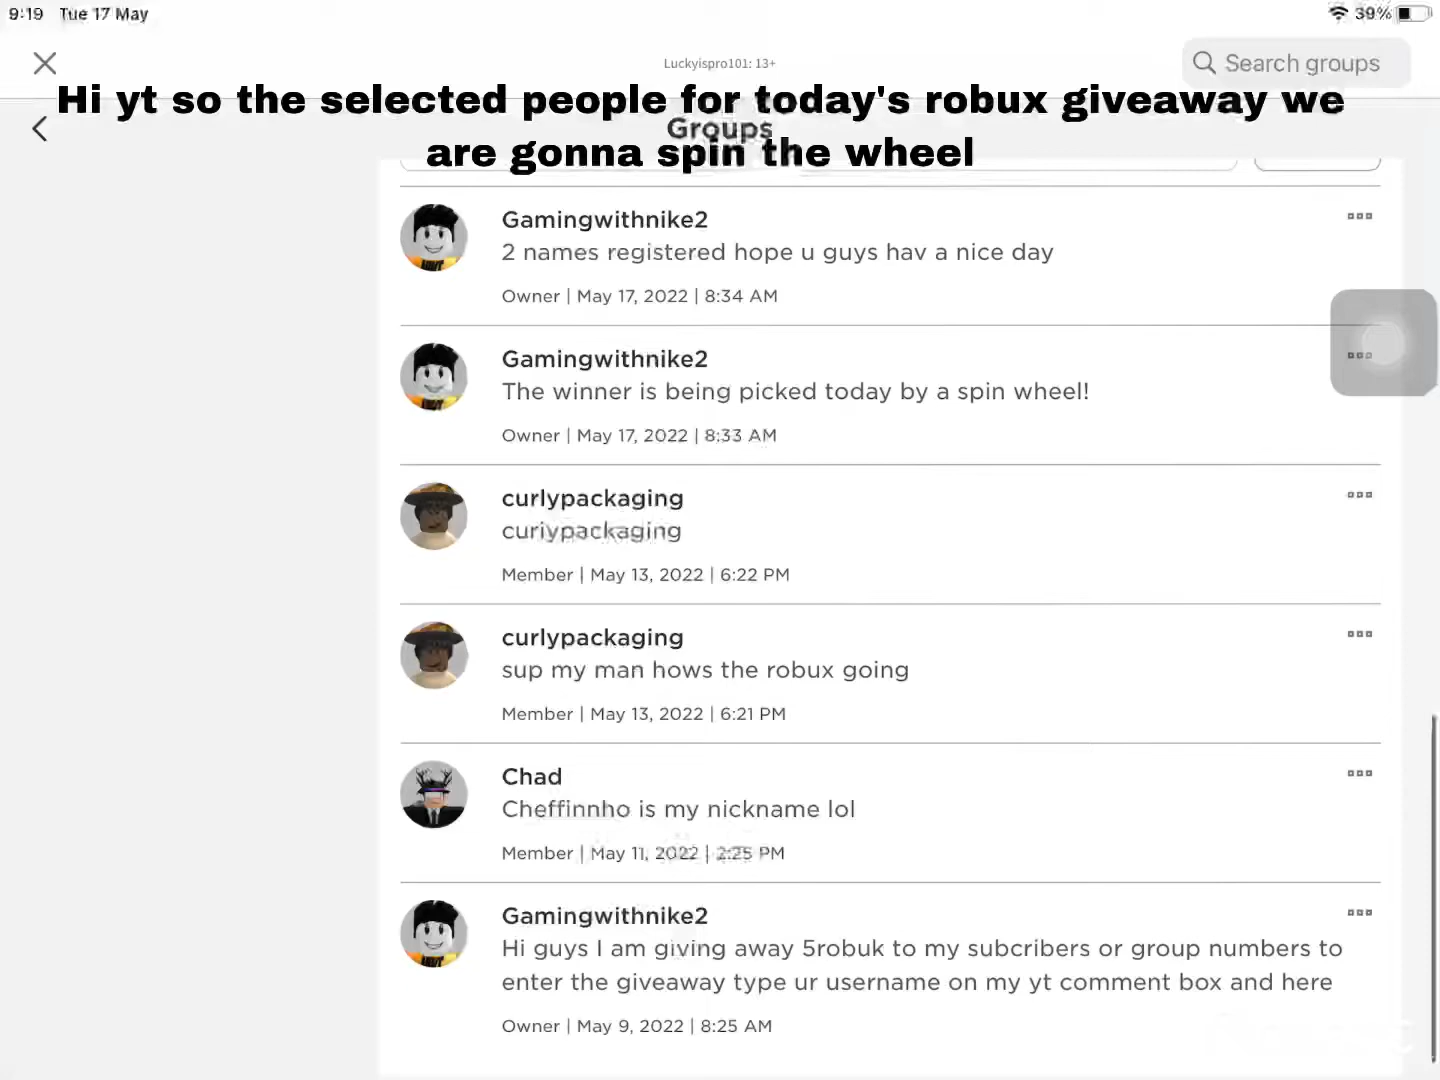 9:19 Tue 17 May
39%
Luckyispro101: 13+
Search groups
Hi yt so the selected people for today's robux giveaway we
Groups
are gonna spin the wheel
Gamingwithnike2
2 names registered hope u guys hav a nice day
Owner | May 17, 2022 | 8:34 AM
Gamingwithnike2
The winner is being picked today by a spin wheel!
Owner | May 17, 2022 | 8:33 AM
curlypackaging
curlypackaging
Member | May 13, 2022 | 6:22 PM
curlypackaging
sup my man hows the robux going
Member | May 13, 2022 | 6:21 PM
Chad
Cheffinnho is my nickname lol
Member | May 11, 2022 | 2:25 PM
Gamingwithnike2
Hi guys I am giving away 5robuk to my subcribers or group numbers to
enter the giveaway type ur username on my yt comment box and here
Owner | May 9, 2022 | 8:25 AM